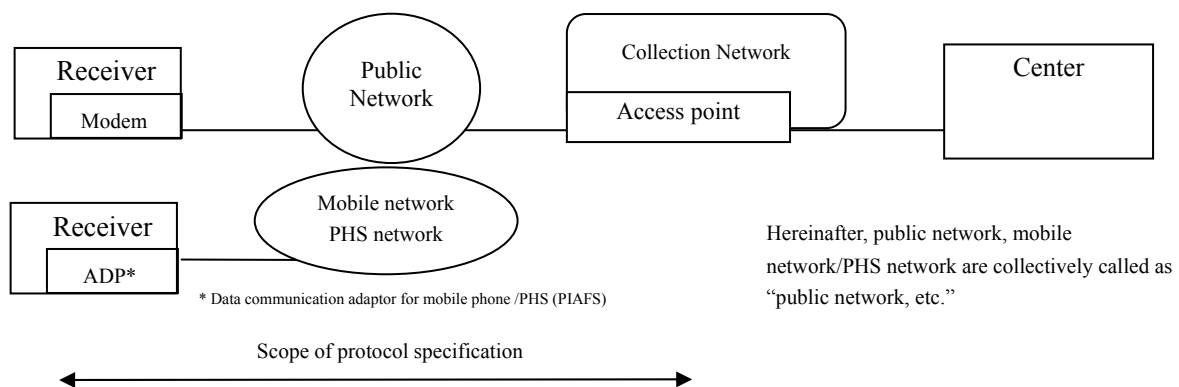 Receiver
Modem
Public
Network
Collection Network
Access point
Center
Receiver
ADP*
Mobile network
PHS network
* Data communication adaptor for mobile phone /PHS (PIAFS)
Hereinafter, public network, mobile
network/PHS network are collectively called as
“public network, etc.”
Scope of protocol specification